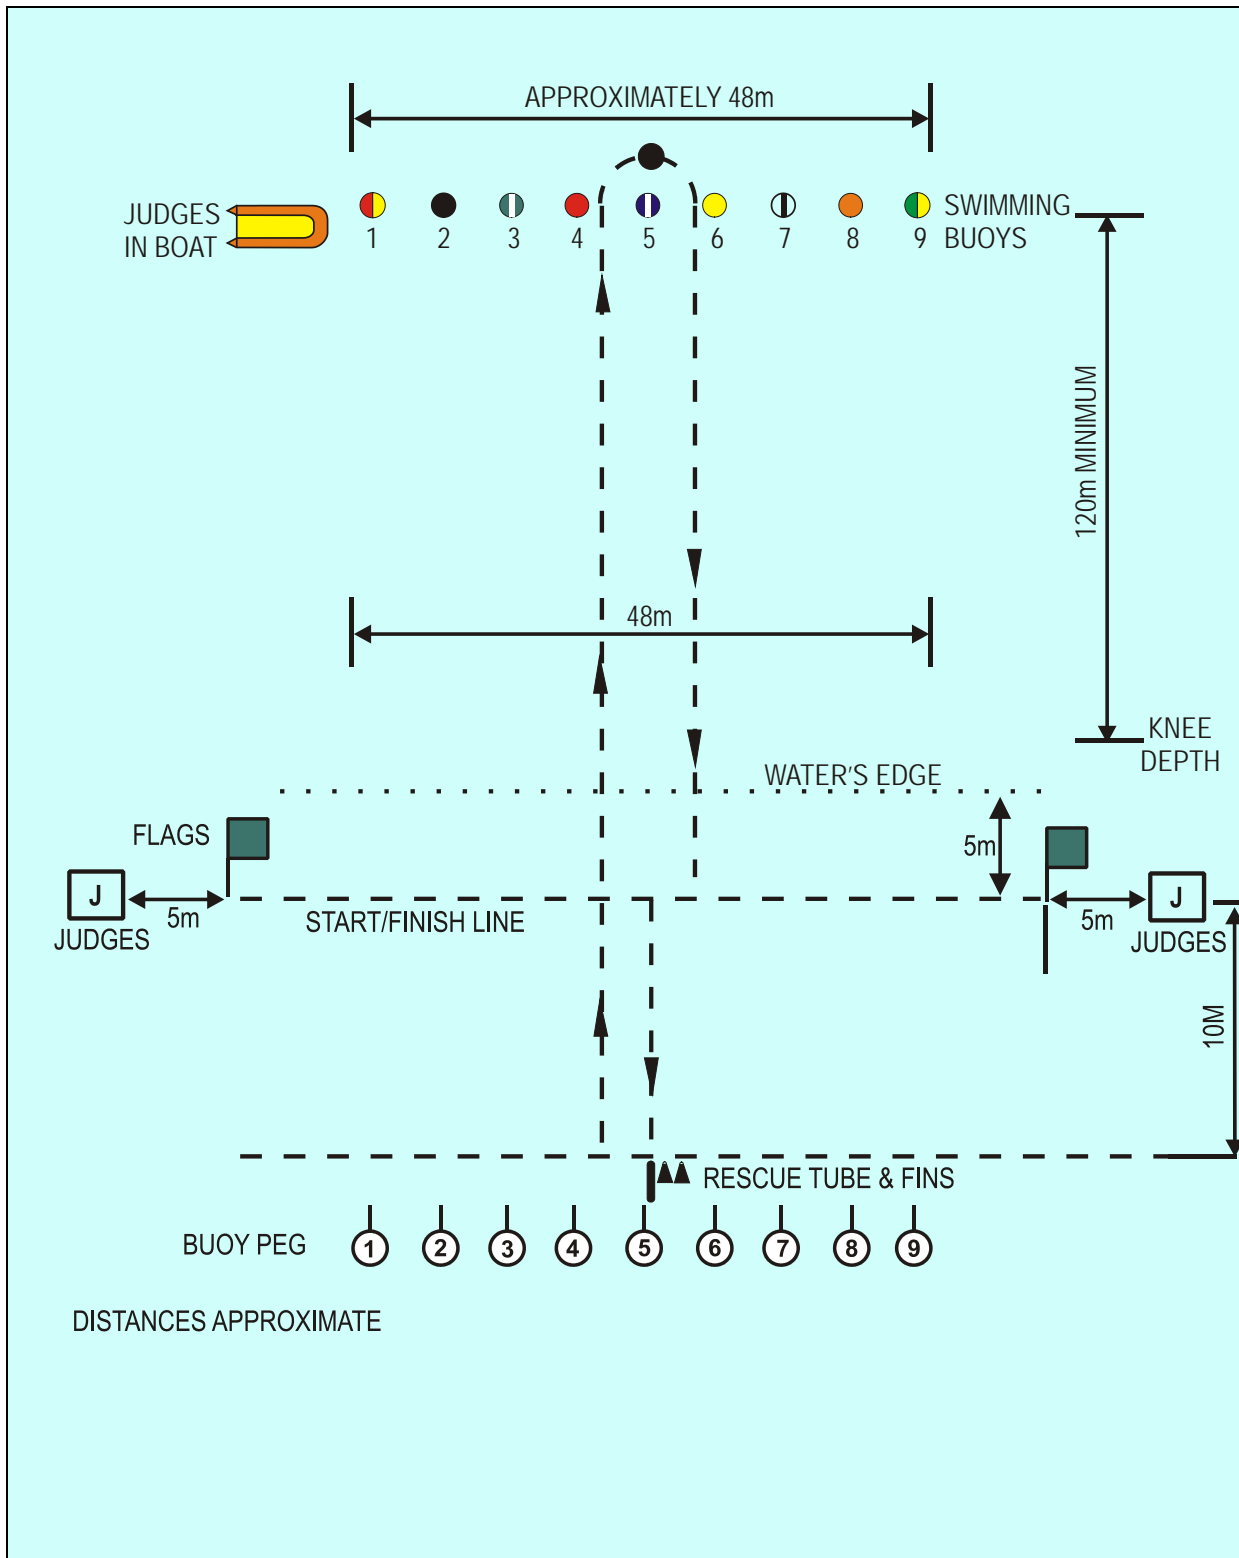 APPROXIMATELY 48m
JUDGES
IN BOAT
SWIMMING
BUOYS
1 2 3 4 5 6 7 8 9
120m MINIMUM
48m
KNEE
DEPTH
WATER'S EDGE
FLAGS
5m
J
J
5m
5m
START/FINISH LINE
JUDGES
JUDGES
10M
RESCUE TUBE & FINS
BUOY PEG
1 2 3 4 5 6 7 8 9
DISTANCES APPROXIMATE